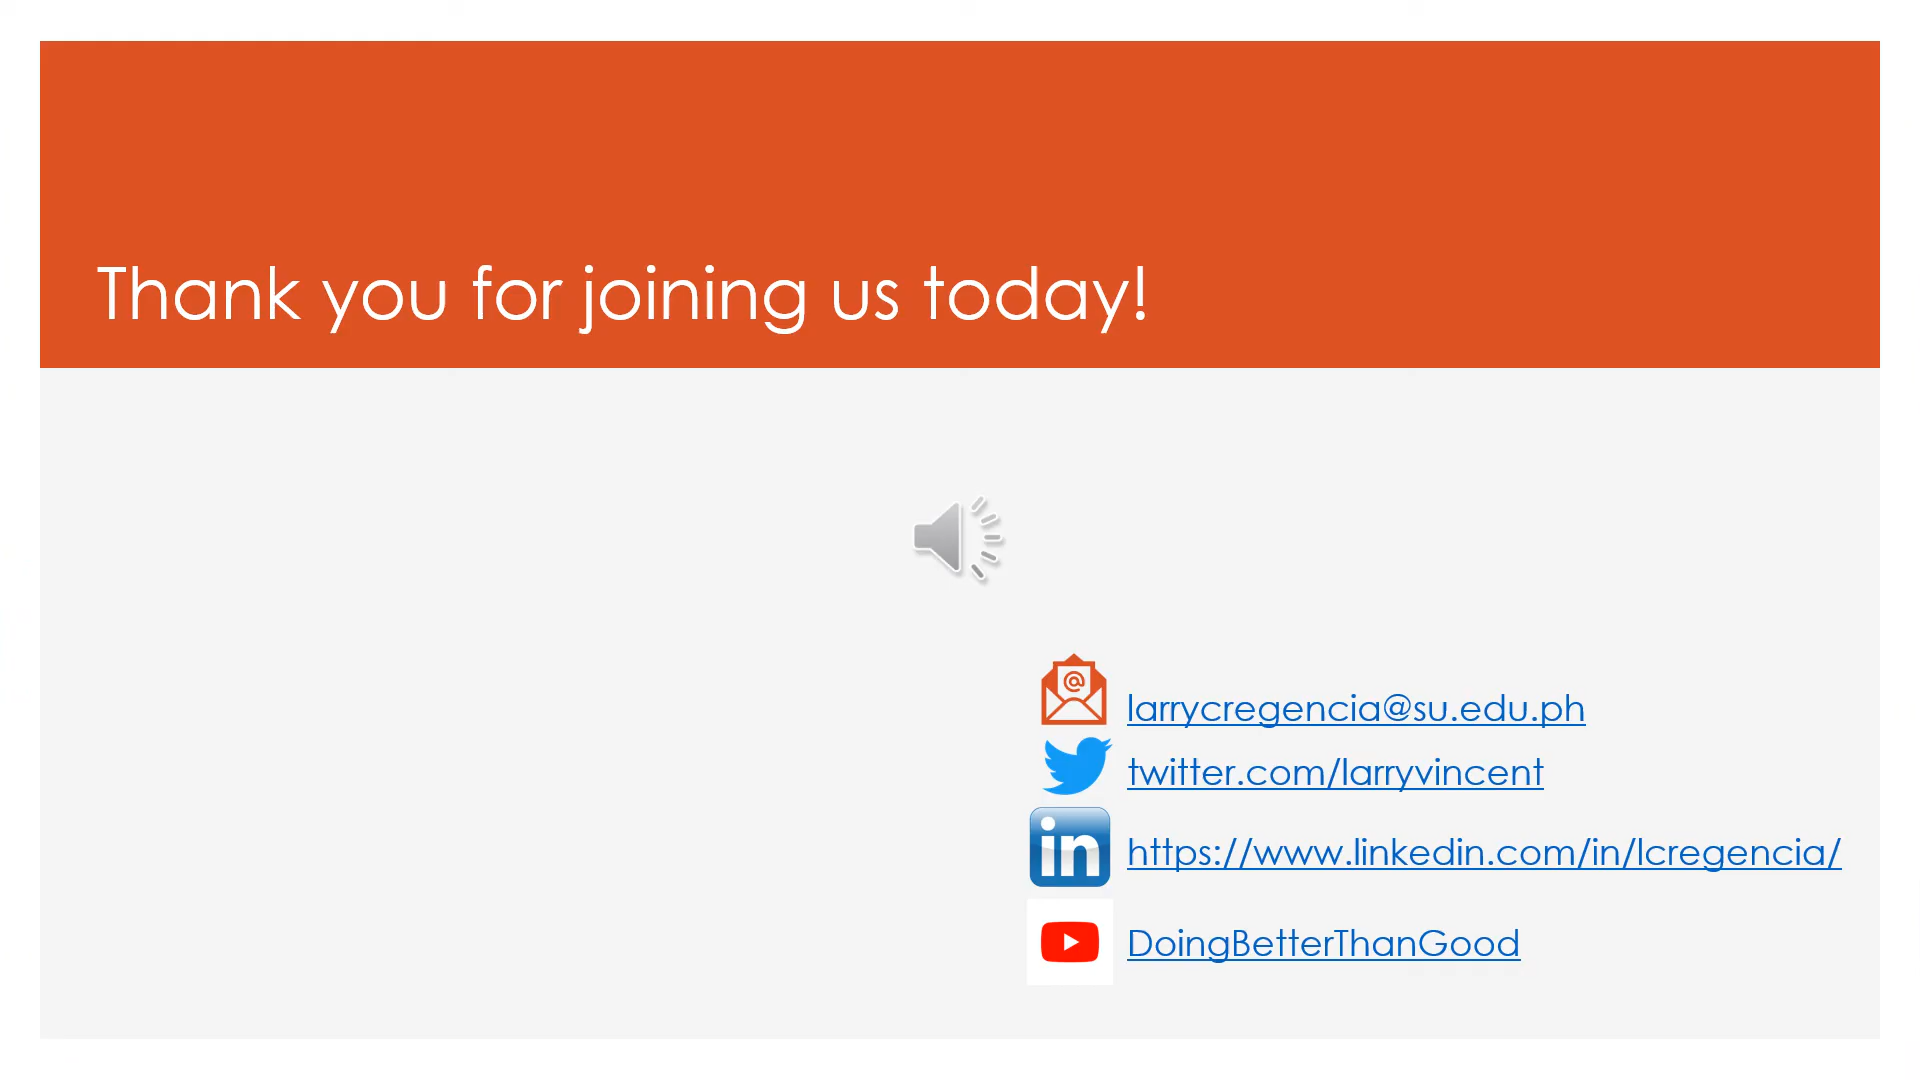 Thank you for joining us today!
@
larrycregencia@su.edu.ph
twitter.com/larryvincent
in
https://www.linkedin.com/in/lcregencia/
DoingBetterThanGood